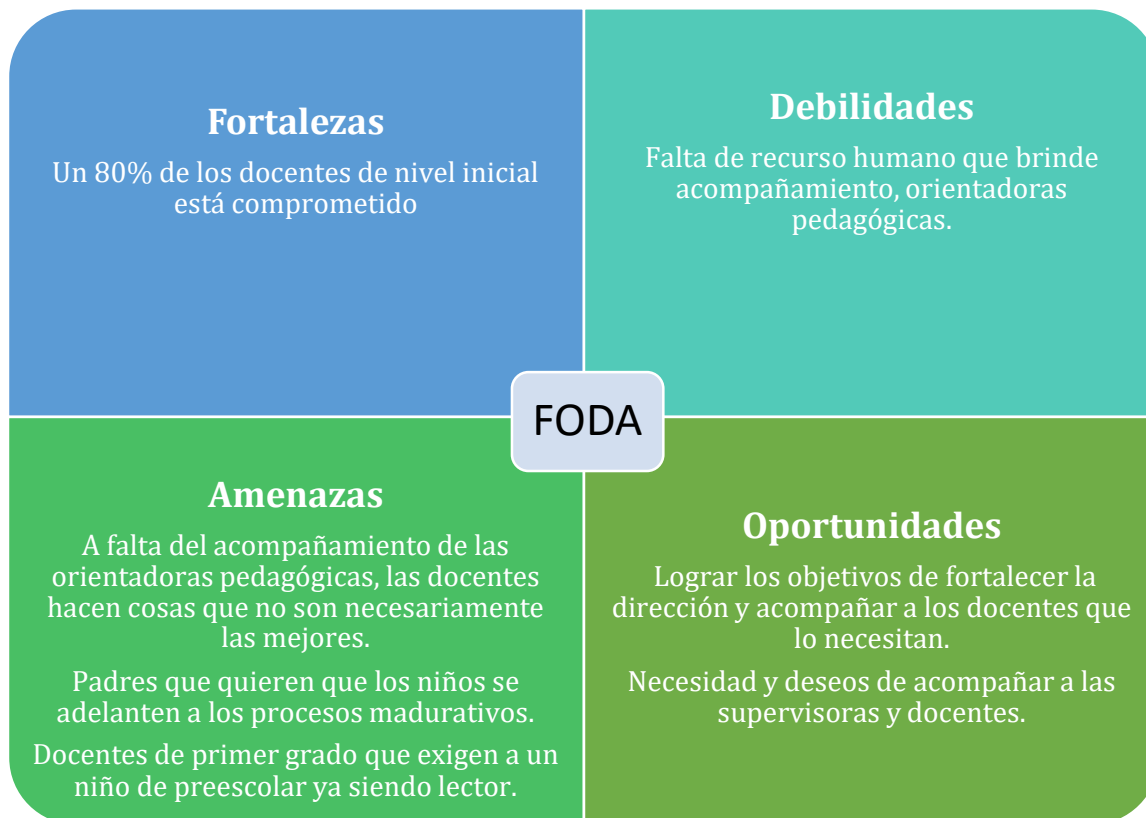 Fortalezas
Un 80% de los docentes de nivel inicial
está comprometido
Debilidades
Falta de recurso humano que brinde
acompañamiento, orientadoras
pedagógicas.
FODA
Amenazas
A falta del acompañamiento de las
orientadoras pedagógicas, las docentes
hacen cosas que no son necesariamente
las mejores.
Padres que quieren que los niños se
adelanten a los procesos madurativos.
Docentes de primer grado que exigen a un
niño de preescolar ya siendo lector.
Oportunidades
Lograr los objetivos de fortalecer la
dirección y acompañar a los docentes que
lo necesitan.
Necesidad y deseos de acompañar a las
supervisoras y docentes.